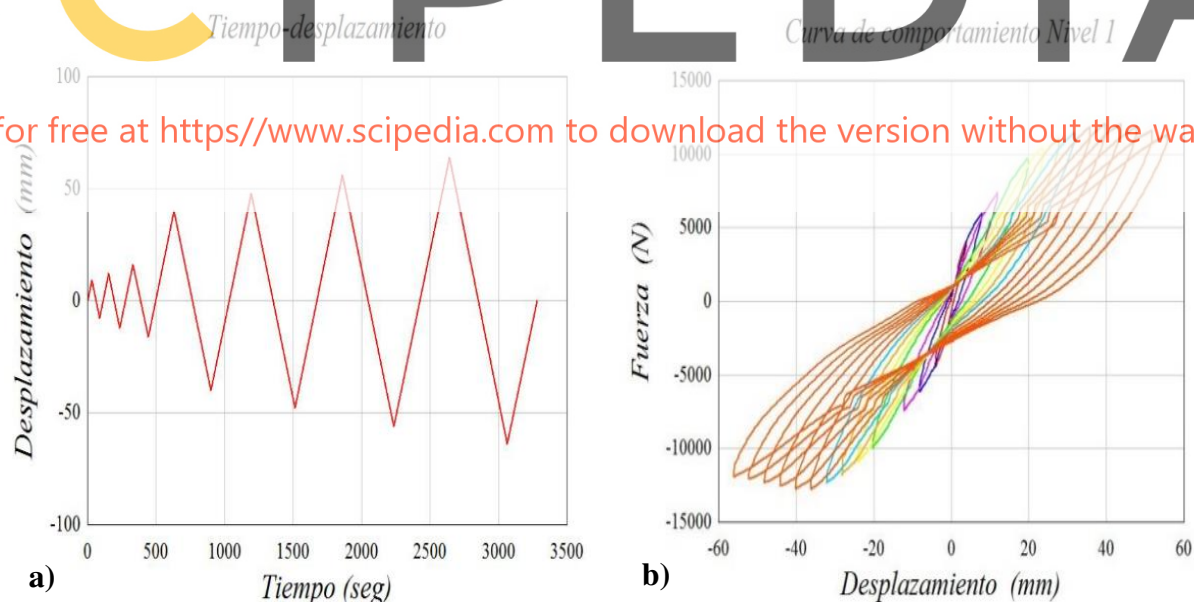 CIPEDIA
Tiempo-desplazamiento
Curva de comportamiento Nivel 1
for free at https//www.scipedia.com to download the version without the wa
Desplazamiento (mm)
100
50
0
-50
-100
0 500 1000 1500 2000 2500 3000 3500
Tiempo (seg)
a)
Fuerza (N)
15000
10000
5000
0
-5000
-10000
-15000
-60 -40 -20 0 20 40 60
Desplazamiento (mm)
b)